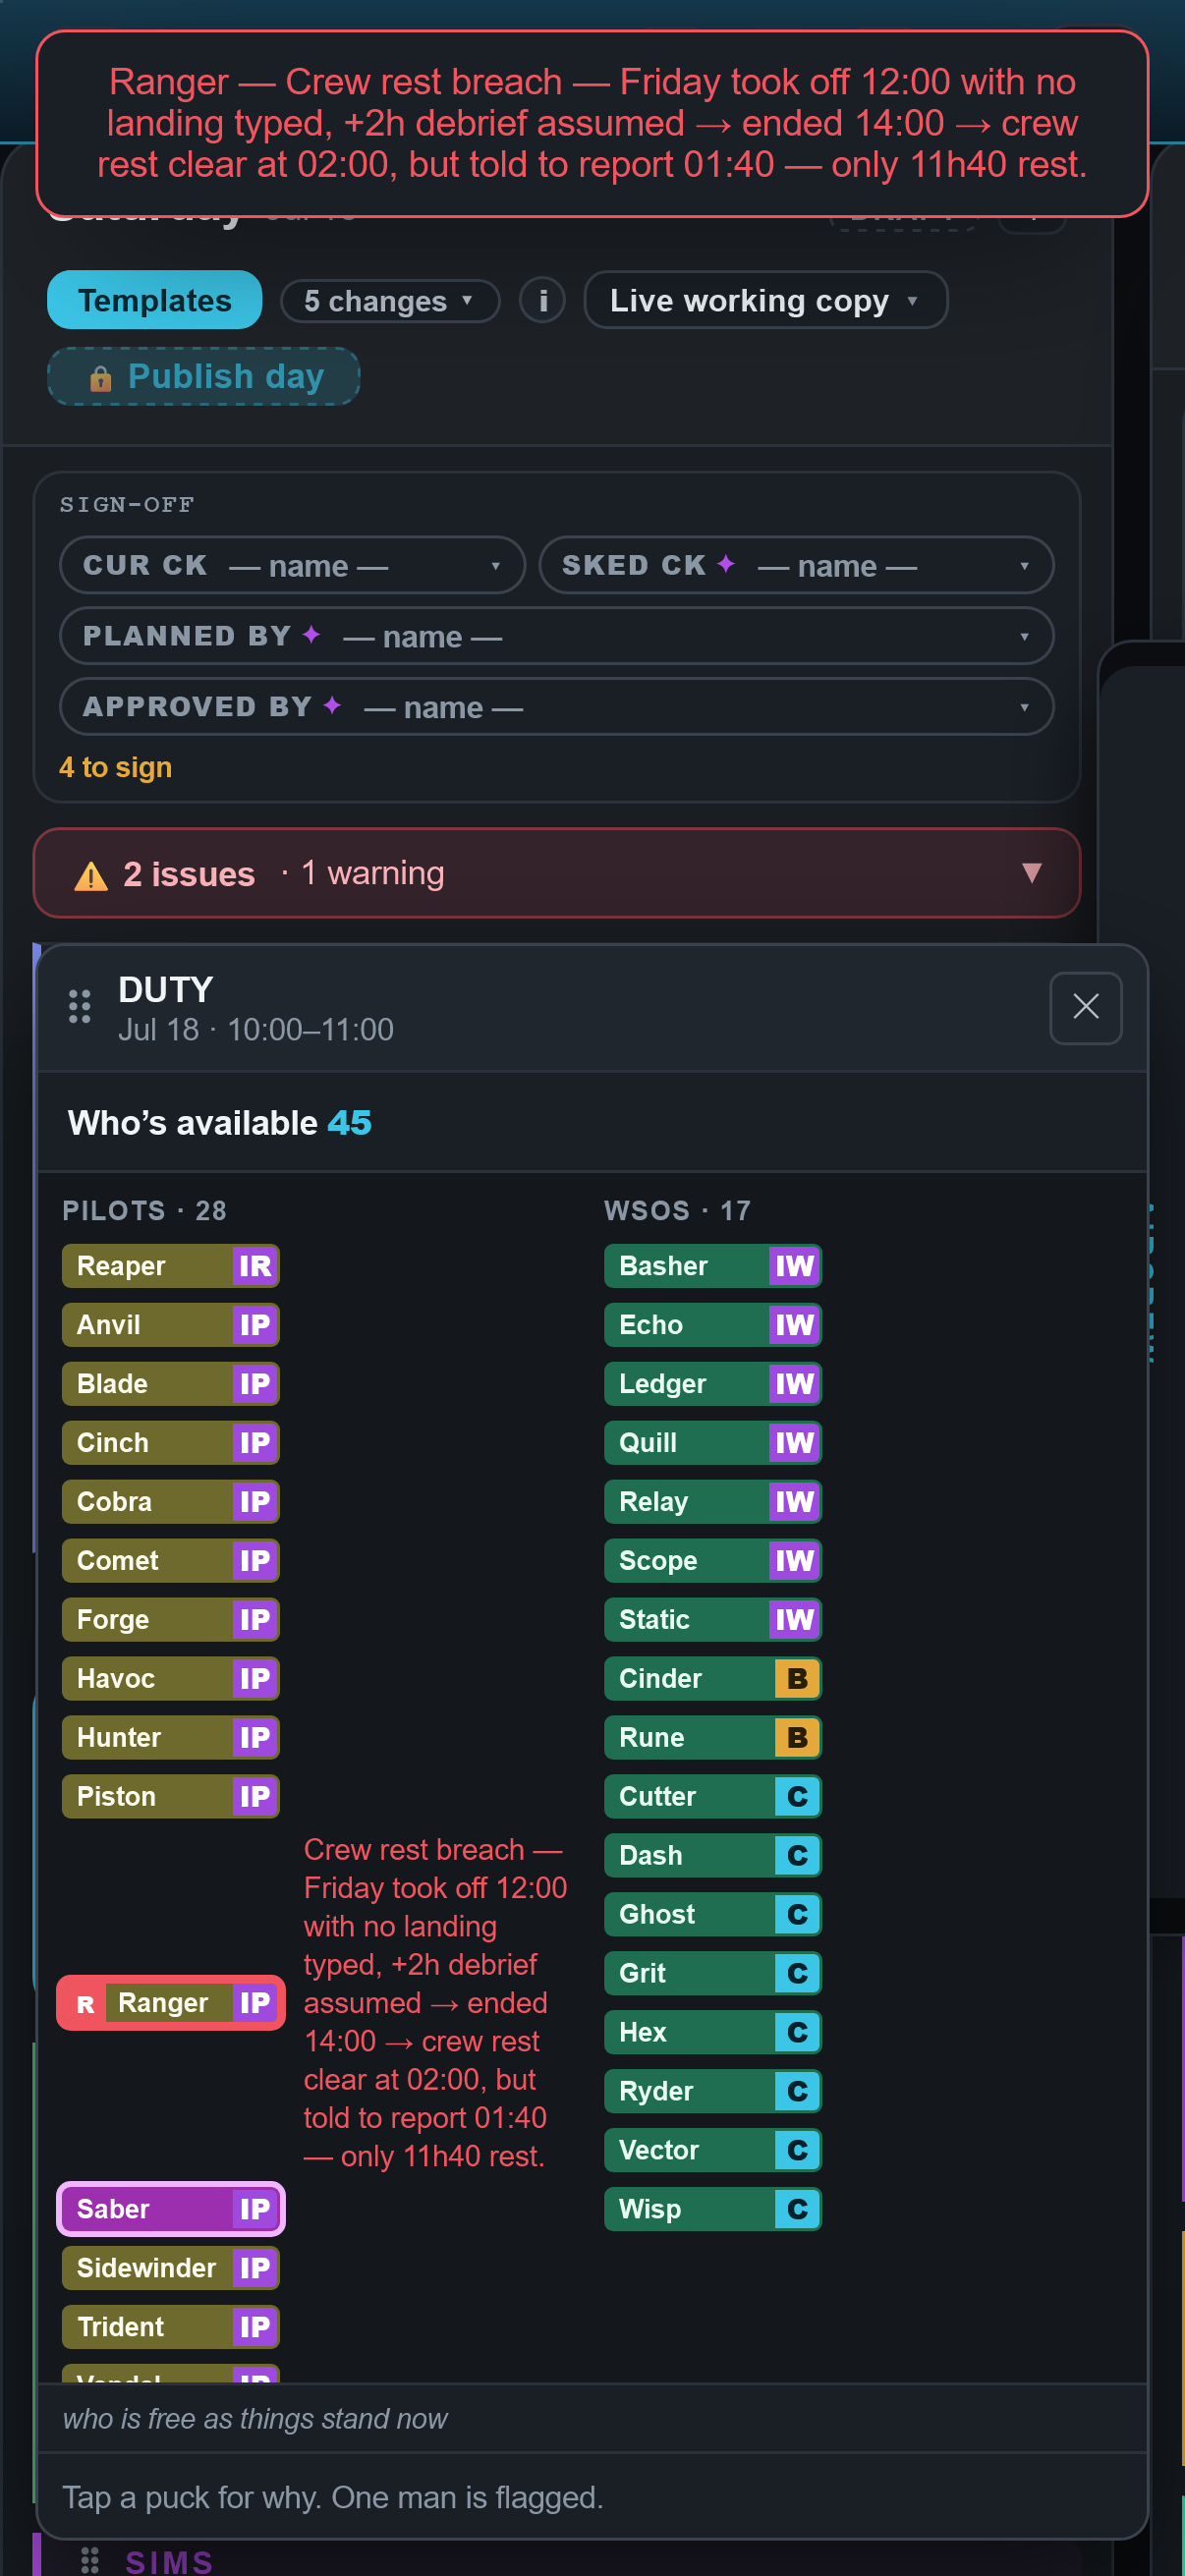 Ranger — Crew rest breach — Friday took off 12:00 with no
landing typed, +2h debrief assumed → ended 14:00 → crew
rest clear at 02:00, but told to report 01:40 — only 11h40 rest.
Templates
5 changes ▼
i
Live working copy ▼
🔒 Publish day
SIGN-OFF
CUR CK — name — ▼
SKED CK ✦ — name — ▼
PLANNED BY ✦ — name — ▼
APPROVED BY ✦ — name — ▼
4 to sign
⚠️ 2 issues · 1 warning ▼
DUTY
Jul 18 · 10:00–11:00
Who’s available 45
PILOTS · 28
Reaper IR
Anvil IP
Blade IP
Cinch IP
Cobra IP
Comet IP
Forge IP
Havoc IP
Hunter IP
Piston IP
R Ranger IP
Crew rest breach —
Friday took off 12:00
with no landing
typed, +2h debrief
assumed → ended
14:00 → crew rest
clear at 02:00, but
told to report 01:40
— only 11h40 rest.
Saber IP
Sidewinder IP
Trident IP
WSOS · 17
Basher IW
Echo IW
Ledger IW
Quill IW
Relay IW
Scope IW
Static IW
Cinder B
Rune B
Cutter C
Dash C
Ghost C
Grit C
Hex C
Ryder C
Vector C
Wisp C
who is free as things stand now
Tap a puck for why. One man is flagged.
SIMS